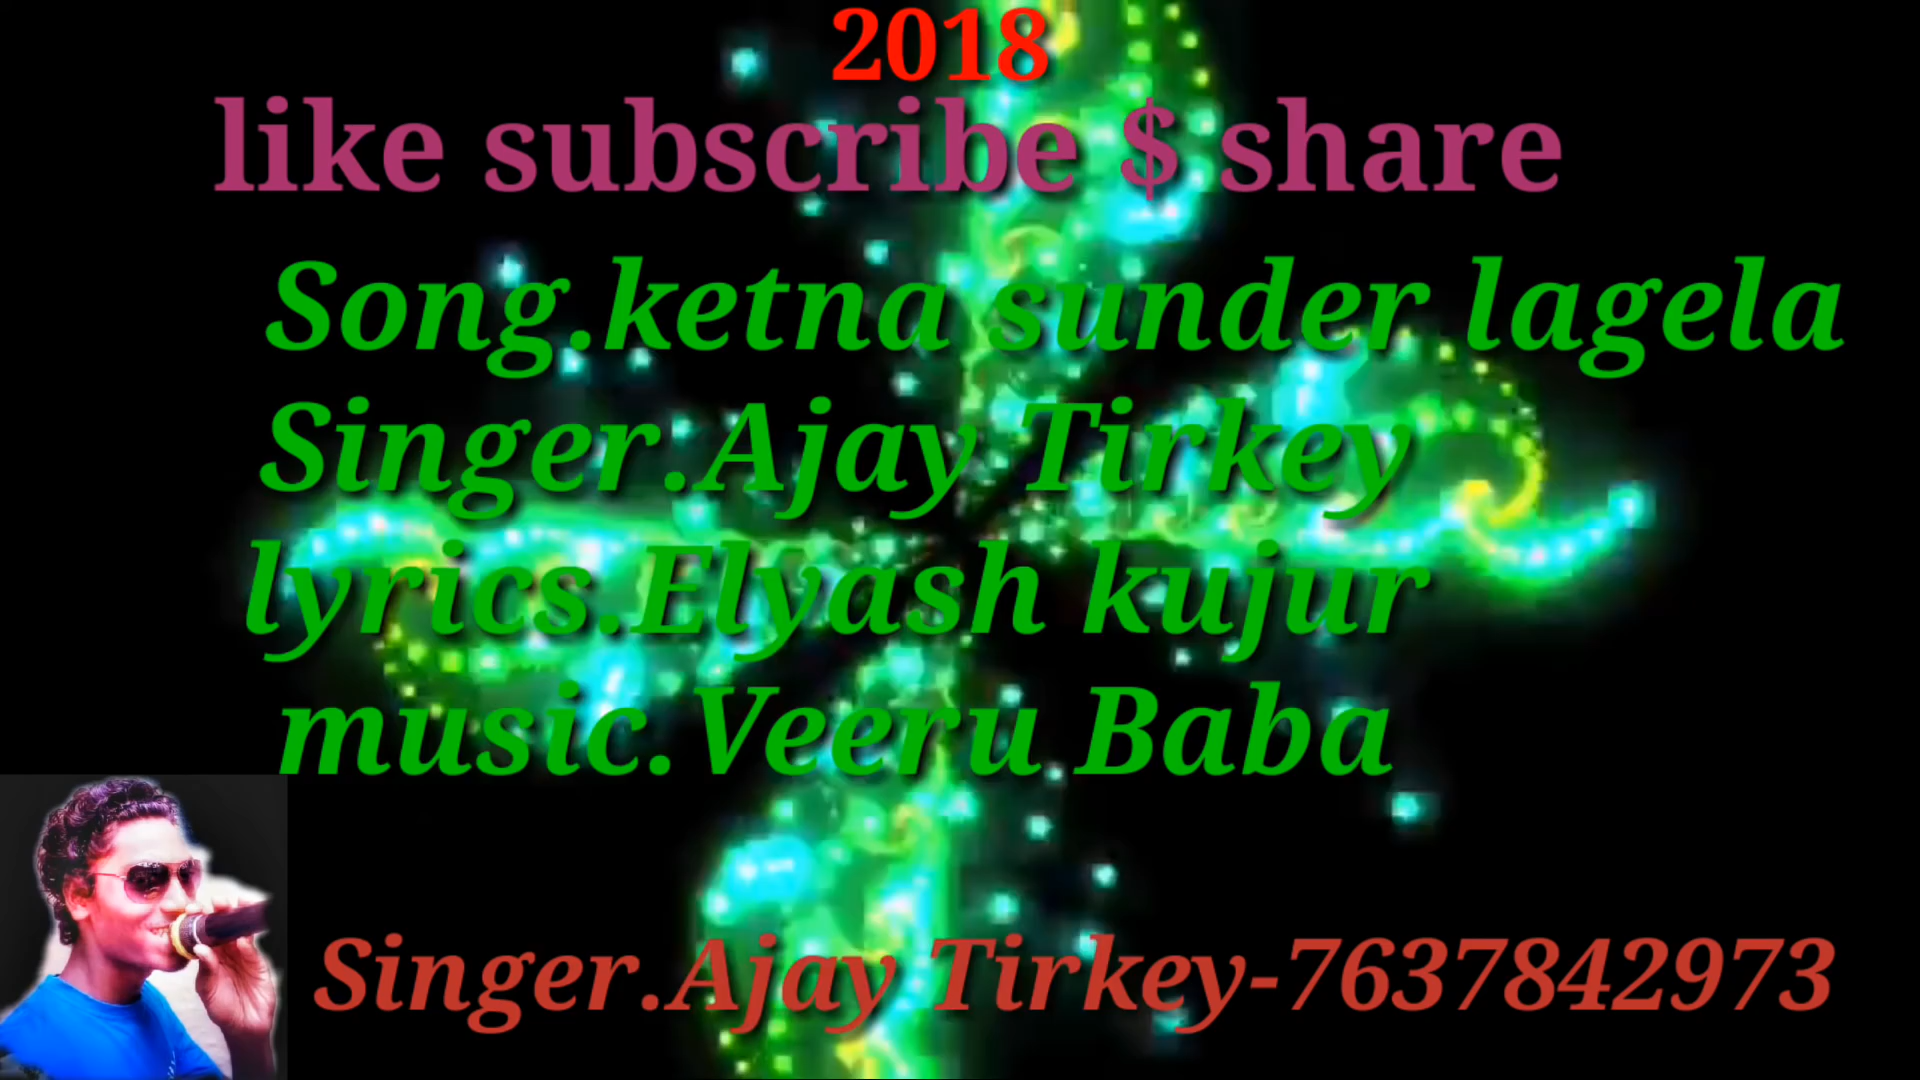 2018
like subscribe $ share
Song.ketna sunder lagela
Singer.Ajay Tirkey
lyrics.Elyash kujur
music.Veeru Baba
Singer.Ajay Tirkey-7637842973